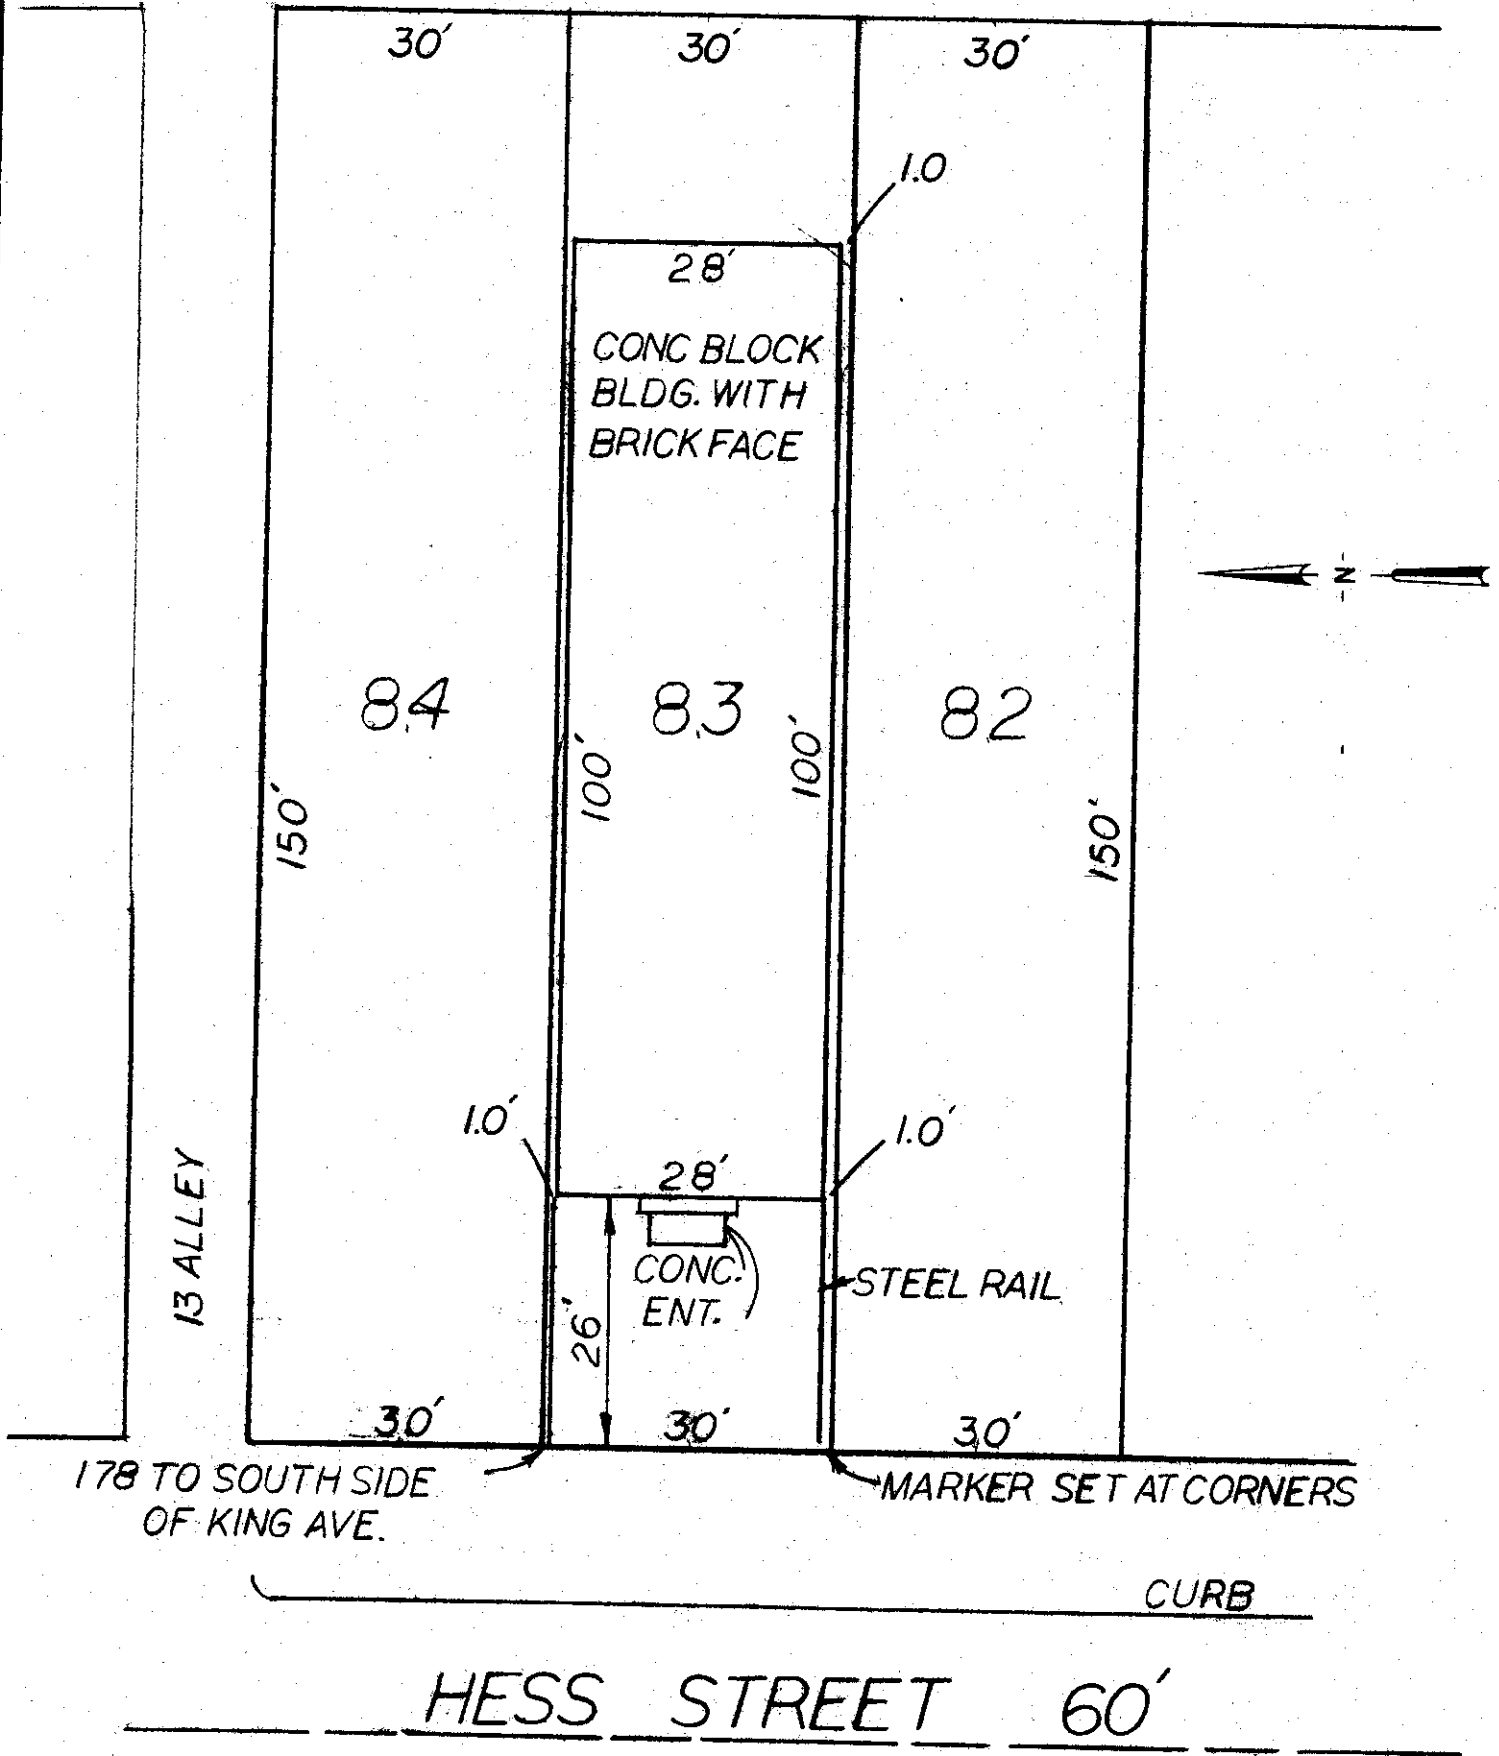 30' 30' 30'
1.0
28'
CONC BLOCK
BLDG. WITH
BRICK FACE
N
84 83 82
100' 100'
150' 150'
1.0' 1.0'
28'
13 ALLEY
CONC.
ENT.
STEEL RAIL
26'
30' 30' 30'
178 TO SOUTH SIDE
OF KING AVE.
MARKER SET AT CORNERS
CURB
HESS STREET 60'